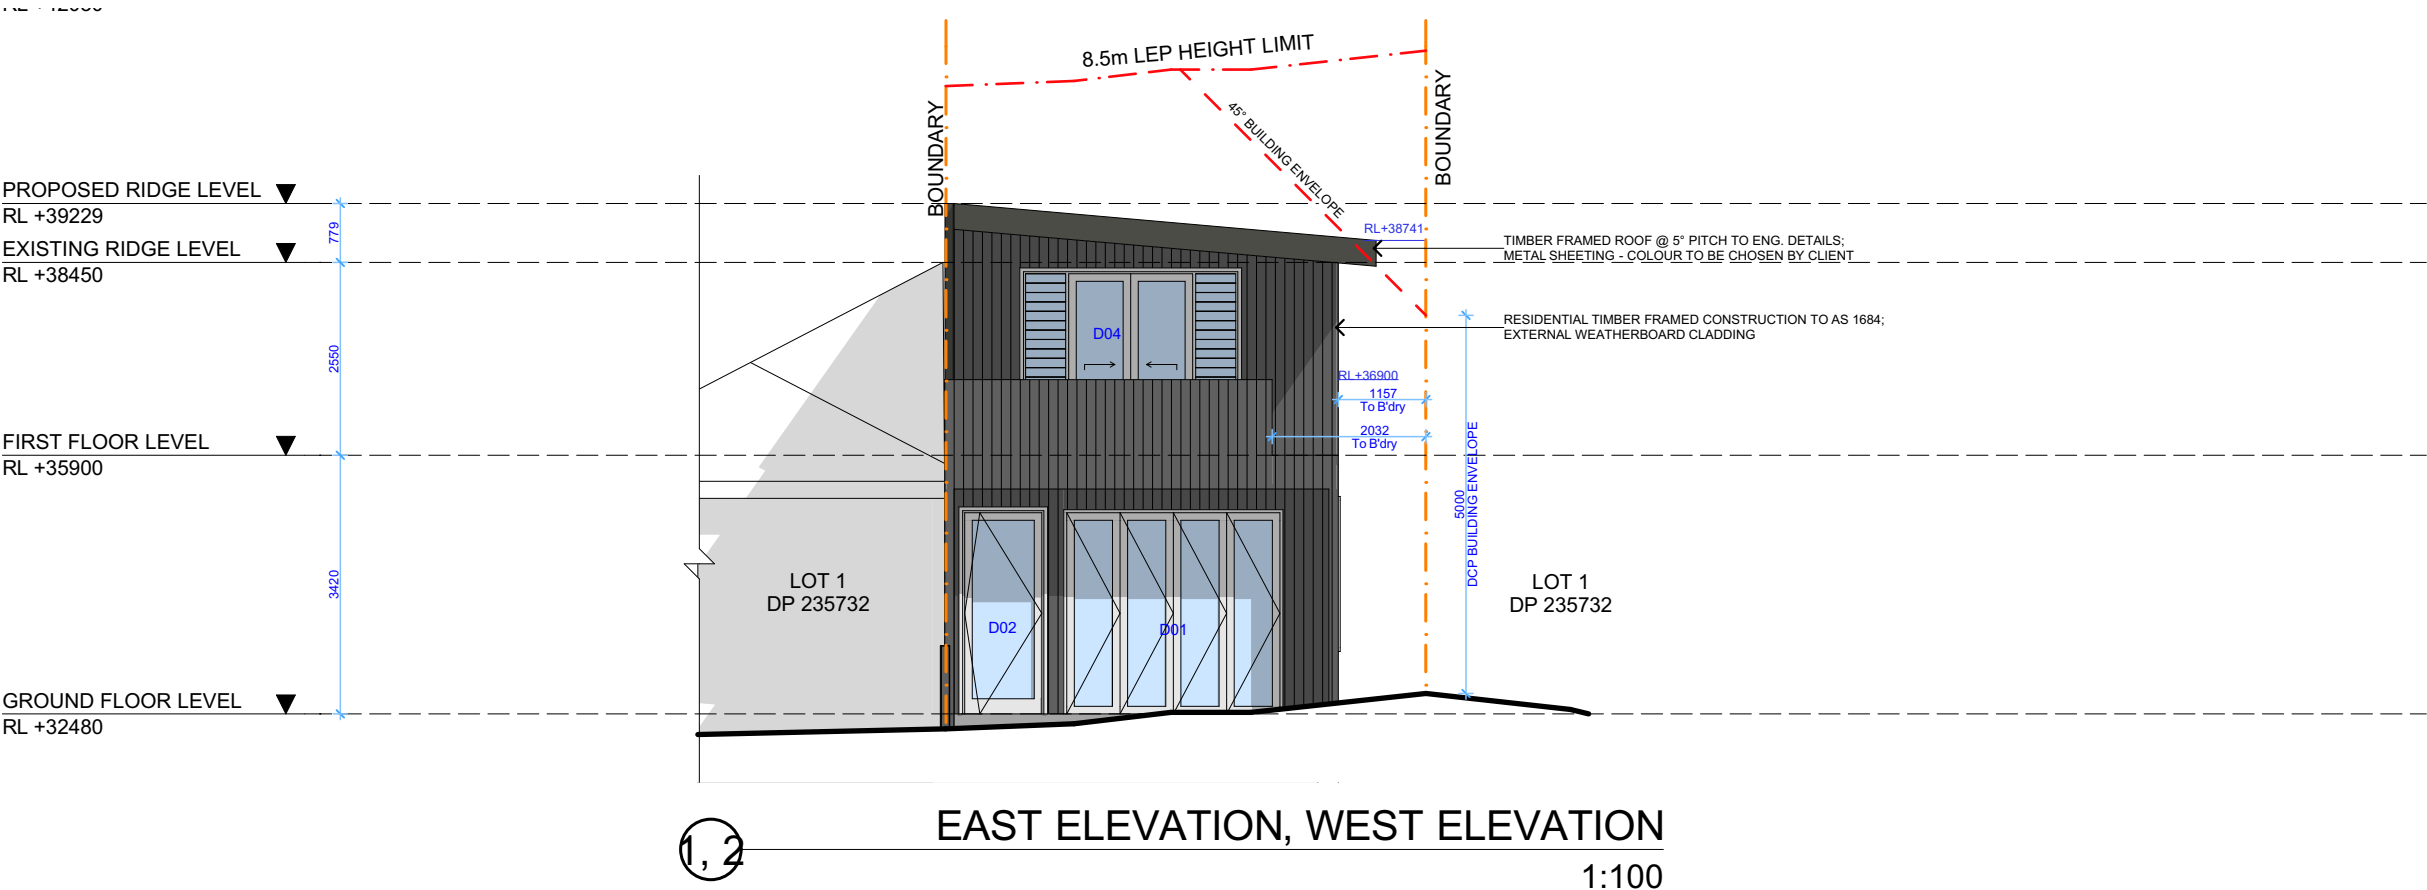 8.5m LEP HEIGHT LIMIT
BOUNDARY
BOUNDARY
45° BUILDING ENVELOPE
PROPOSED RIDGE LEVEL
RL +39229
779
EXISTING RIDGE LEVEL
RL +38450
RL+38741
TIMBER FRAMED ROOF @ 5° PITCH TO ENG. DETAILS;
METAL SHEETING - COLOUR TO BE CHOSEN BY CLIENT
RESIDENTIAL TIMBER FRAMED CONSTRUCTION TO AS 1684;
EXTERNAL WEATHERBOARD CLADDING
D04
2550
RL+36900
1157
To B'dry
2032
To B'dry
FIRST FLOOR LEVEL
RL +35900
5000
DCP BUILDING ENVELOPE
3420
LOT 1
DP 235732
LOT 1
DP 235732
D02
D01
GROUND FLOOR LEVEL
RL +32480
1, 2
EAST ELEVATION, WEST ELEVATION
1:100